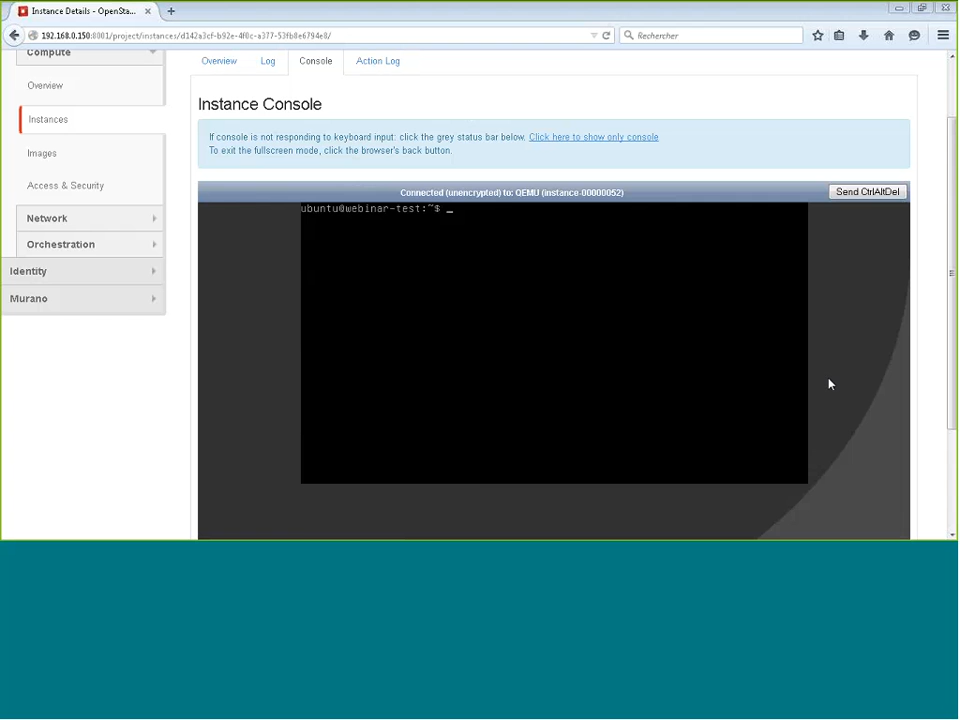 Instance Details - OpenSta...
192.168.0.150:8001/project/instances/d142a3cf-b92e-4f0c-a377-53fb8e6794e8/
Rechercher
Compute
Overview
Instances
Images
Access & Security
Network
Orchestration
Identity
Murano
Overview
Log
Console
Action Log
Instance Console
If console is not responding to keyboard input: click the grey status bar below. Click here to show only console
To exit the fullscreen mode, click the browser's back button.
Connected (unencrypted) to: QEMU (instance-00000052)
Send CtrlAltDel
ubuntu@webinar-test:~$ _